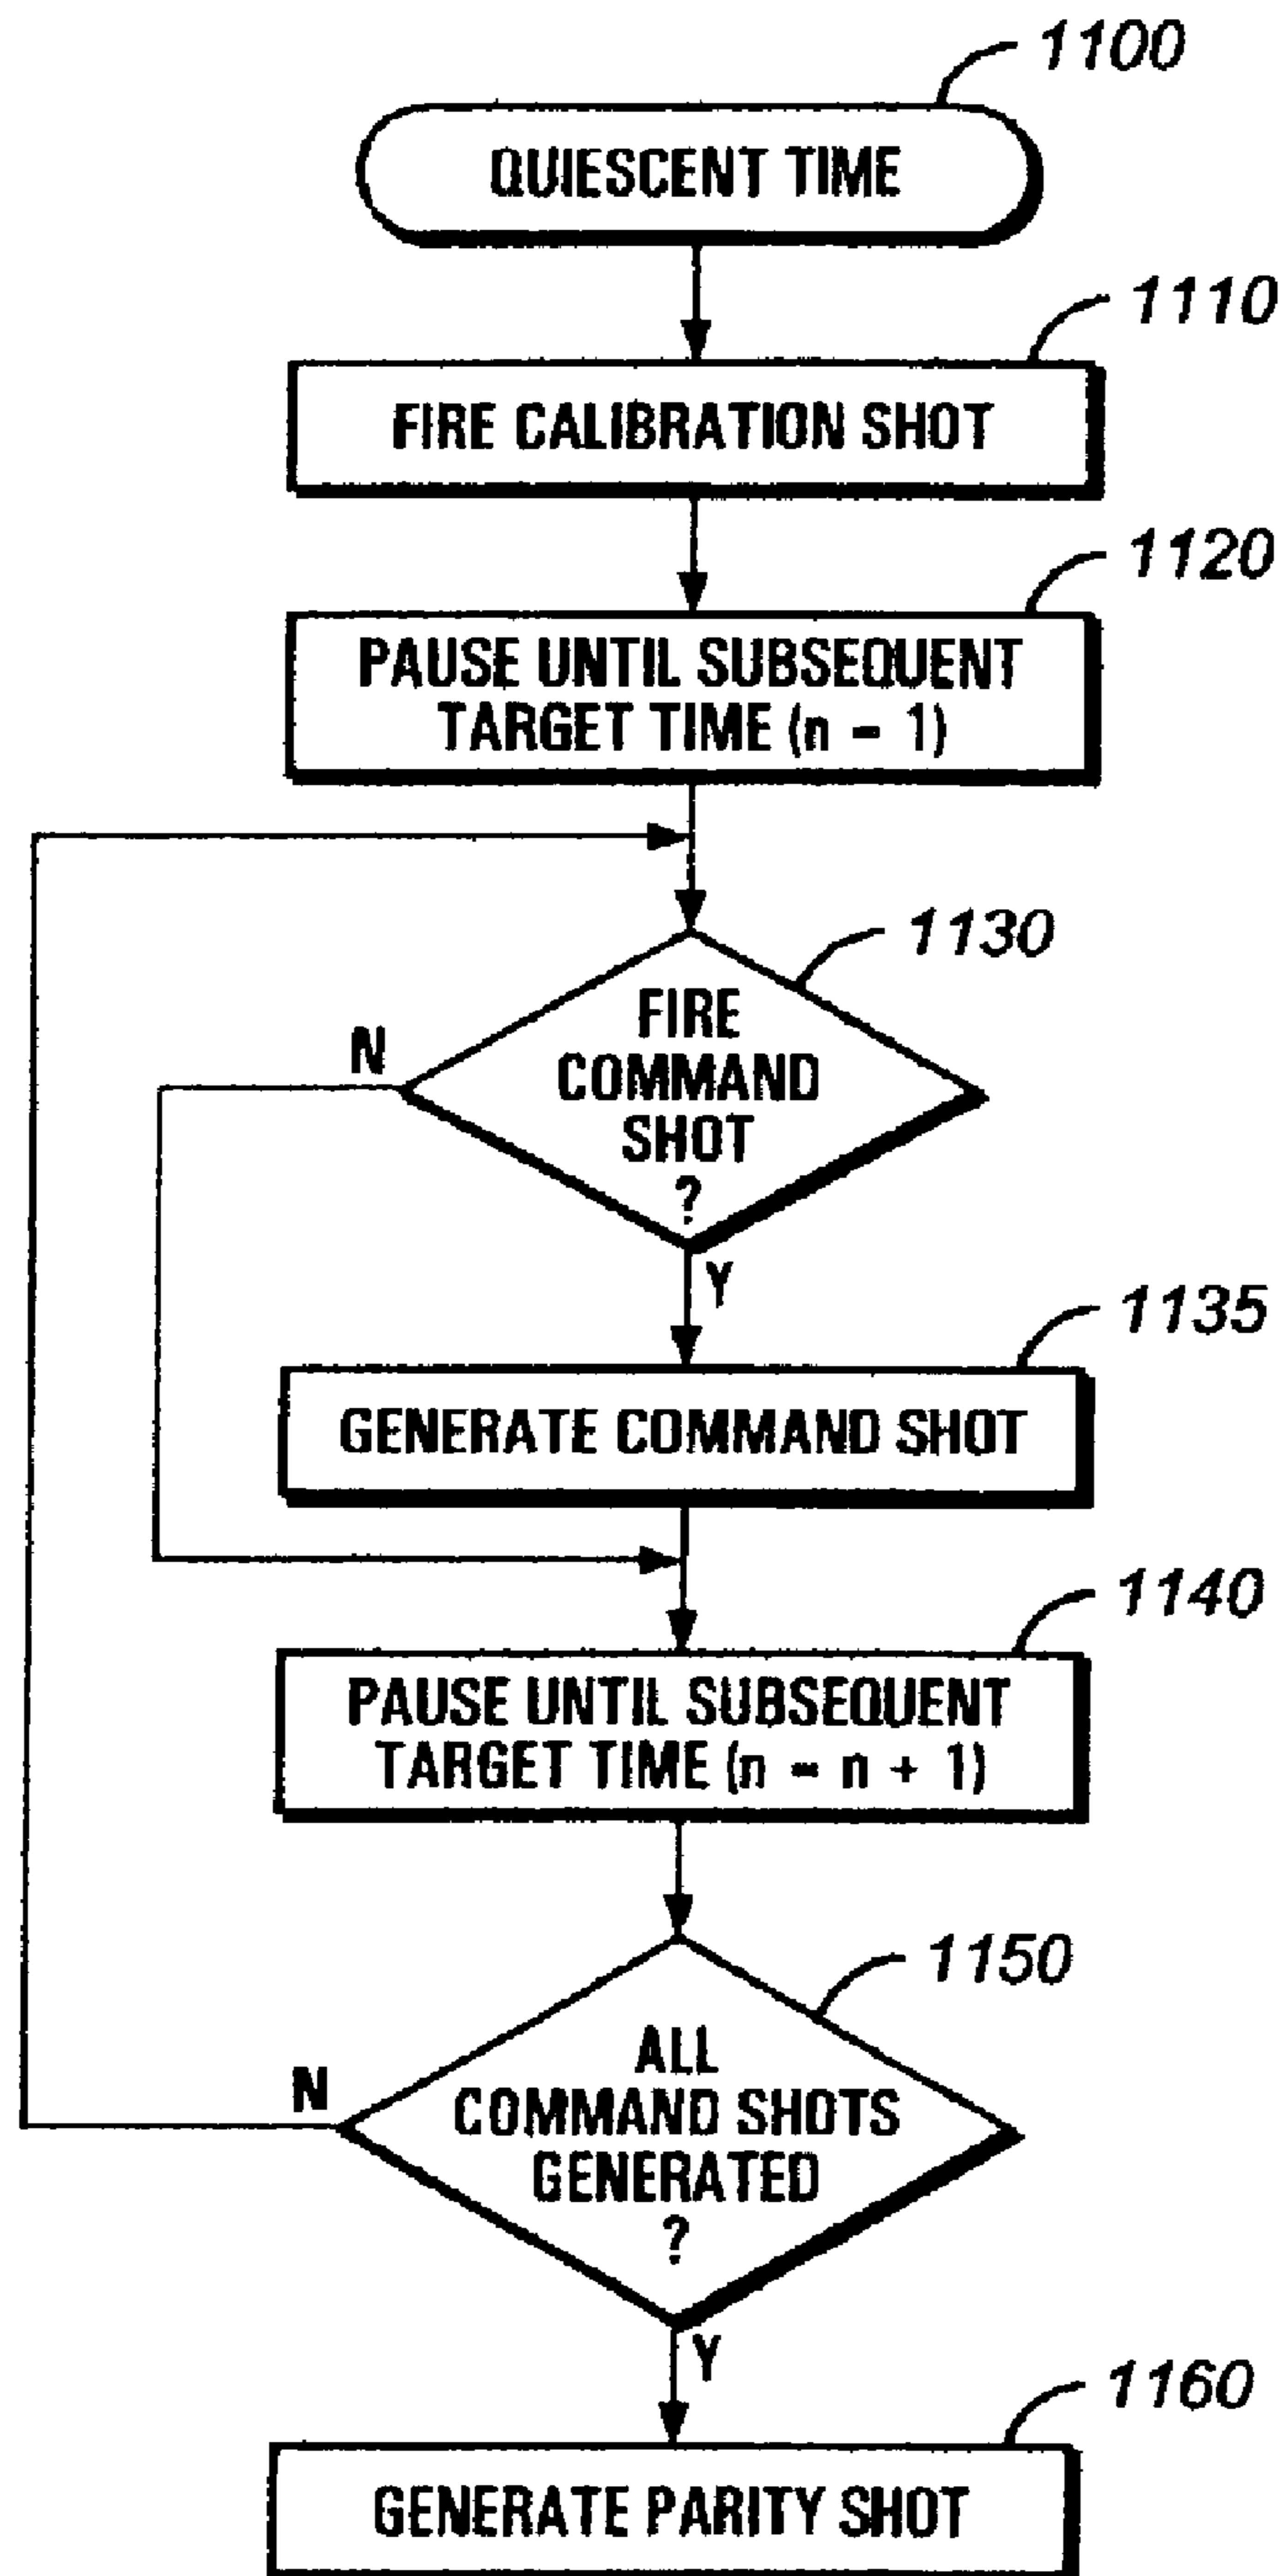 1100
QUIESCENT TIME
1110
FIRE CALIBRATION SHOT
1120
PAUSE UNTIL SUBSEQUENT
TARGET TIME (n - 1)
1130
FIRE
COMMAND
SHOT
?
N
Y
1135
GENERATE COMMAND SHOT
1140
PAUSE UNTIL SUBSEQUENT
TARGET TIME (n - n + 1)
1150
ALL
COMMAND SHOTS
GENERATED
?
N
Y
1160
GENERATE PARITY SHOT